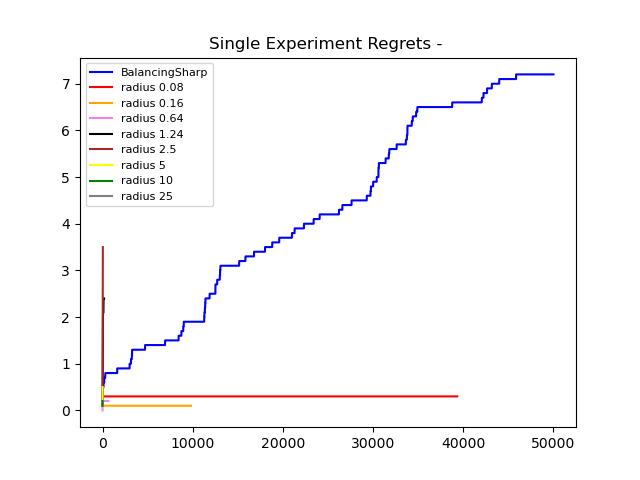 Single Experiment Regrets -
BalancingSharp
radius 0.08
radius 0.16
radius 0.64
radius 1.24
radius 2.5
radius 5
radius 10
radius 25
7
6
5
4
3
2
1
0
0 10000 20000 30000 40000 50000